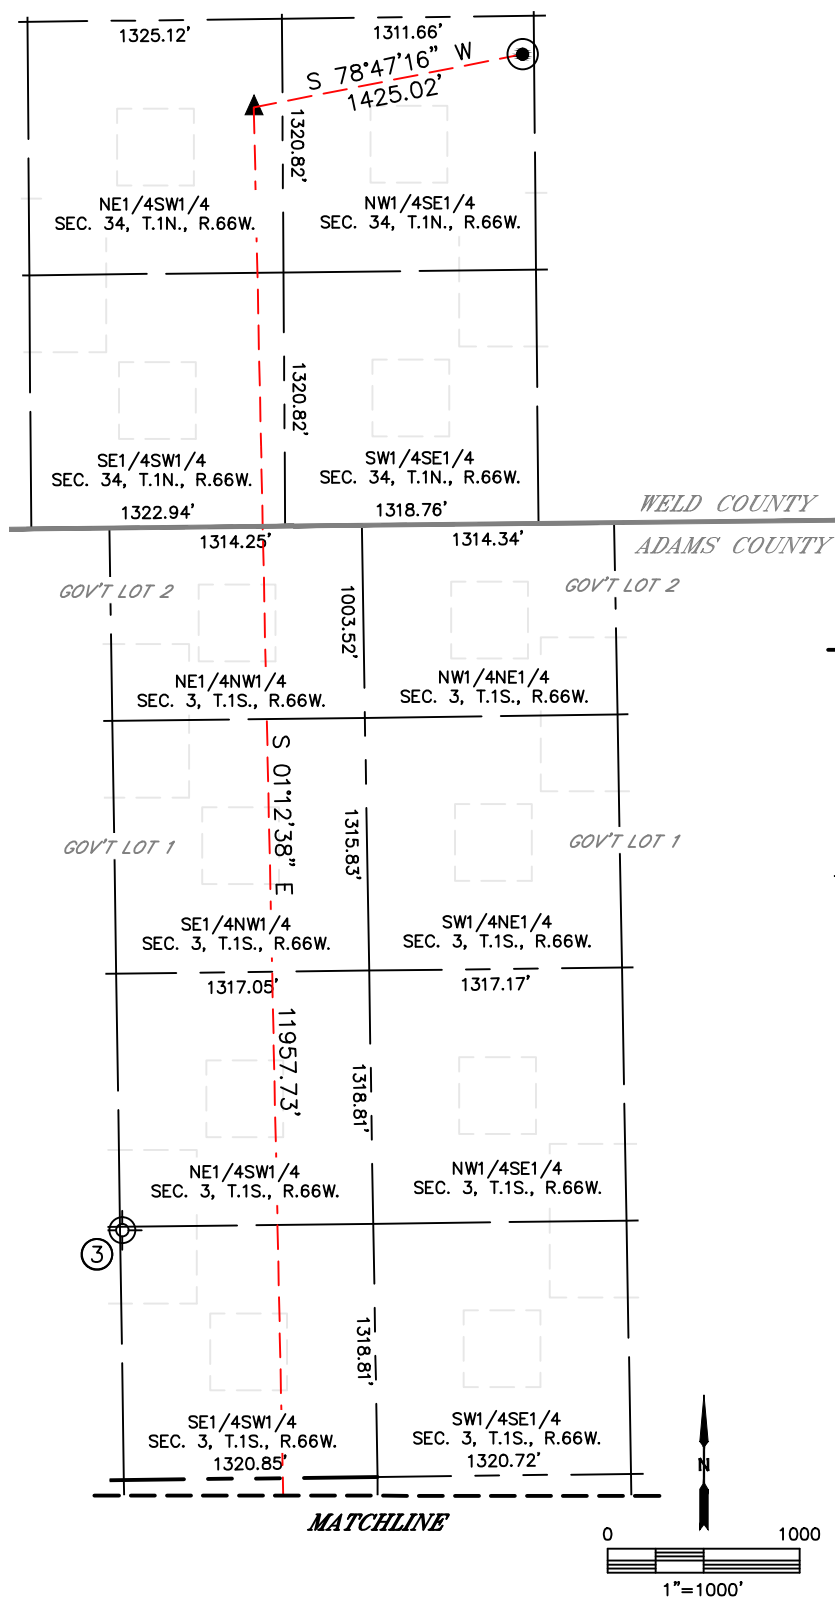 1325.12'
1311.66'
S 78°47'16" W
1425.02'
1320.82'
NE1/4SW1/4
SEC. 34, T.1N., R.66W.
NW1/4SE1/4
SEC. 34, T.1N., R.66W.
1320.82'
SE1/4SW1/4
SEC. 34, T.1N., R.66W.
SW1/4SE1/4
SEC. 34, T.1N., R.66W.
1322.94'
1318.76'
WELD COUNTY
ADAMS COUNTY
1314.25'
1314.34'
GOV'T LOT 2
GOV'T LOT 2
1003.52'
NE1/4NW1/4
SEC. 3, T.1S., R.66W.
NW1/4NE1/4
SEC. 3, T.1S., R.66W.
S 01°12'38" E
1315.83'
GOV'T LOT 1
GOV'T LOT 1
SE1/4NW1/4
SEC. 3, T.1S., R.66W.
SW1/4NE1/4
SEC. 3, T.1S., R.66W.
1317.05'
1317.17'
11957.73'
1318.81'
NE1/4SW1/4
SEC. 3, T.1S., R.66W.
NW1/4SE1/4
SEC. 3, T.1S., R.66W.
3
1318.81'
SE1/4SW1/4
SEC. 3, T.1S., R.66W.
SW1/4SE1/4
SEC. 3, T.1S., R.66W.
1320.85'
1320.72'
N
MATCHLINE
0 1000
1"=1000'